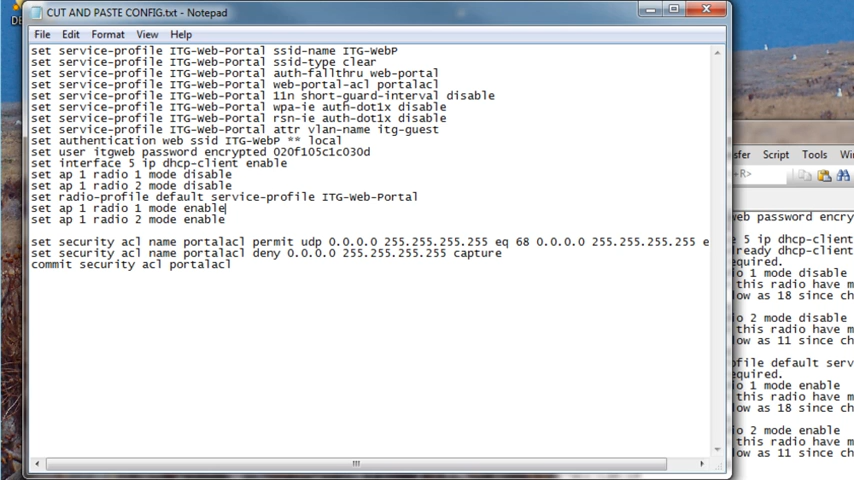 CUT AND PASTE CONFIG.txt - Notepad
File Edit Format View Help
set service-profile ITG-Web-Portal ssid-name ITG-WebP
set service-profile ITG-Web-Portal ssid-type clear
set service-profile ITG-Web-Portal auth-fallthru web-portal
set service-profile ITG-Web-Portal web-portal-acl portalacl
set service-profile ITG-Web-Portal 11n short-guard-interval disable
set service-profile ITG-Web-Portal wpa-ie auth-dot1x disable
set service-profile ITG-Web-Portal rsn-ie auth-dot1x disable
set service-profile ITG-Web-Portal attr vlan-name itg-guest
set authentication web ssid ITG-WebP ** local
set user itgweb password encrypted 020f105c1c030d
set interface 5 ip dhcp-client enable
set ap 1 radio 1 mode disable
set ap 1 radio 2 mode disable
set radio-profile default service-profile ITG-Web-Portal
set ap 1 radio 1 mode enable
set ap 1 radio 2 mode enable
set security acl name portalacl permit udp 0.0.0.0 255.255.255.255 eq 68 0.0.0.0 255.255.255.255 e
set security acl name portalacl deny 0.0.0.0 255.255.255.255 capture
commit security acl portalacl
sfer Script Tools Win
R>
web password encry
e 5 ip dhcp-client
lready dhcp-client
equired.
o 1 mode disable
this radio have m
low as 18 since ch
o 2 mode disable
this radio have m
low as 11 since ch
ofile default serv
equired.
o 1 mode enable
this radio have m
low as 18 since ch
o 2 mode enable
this radio have m
low as 11 since ch